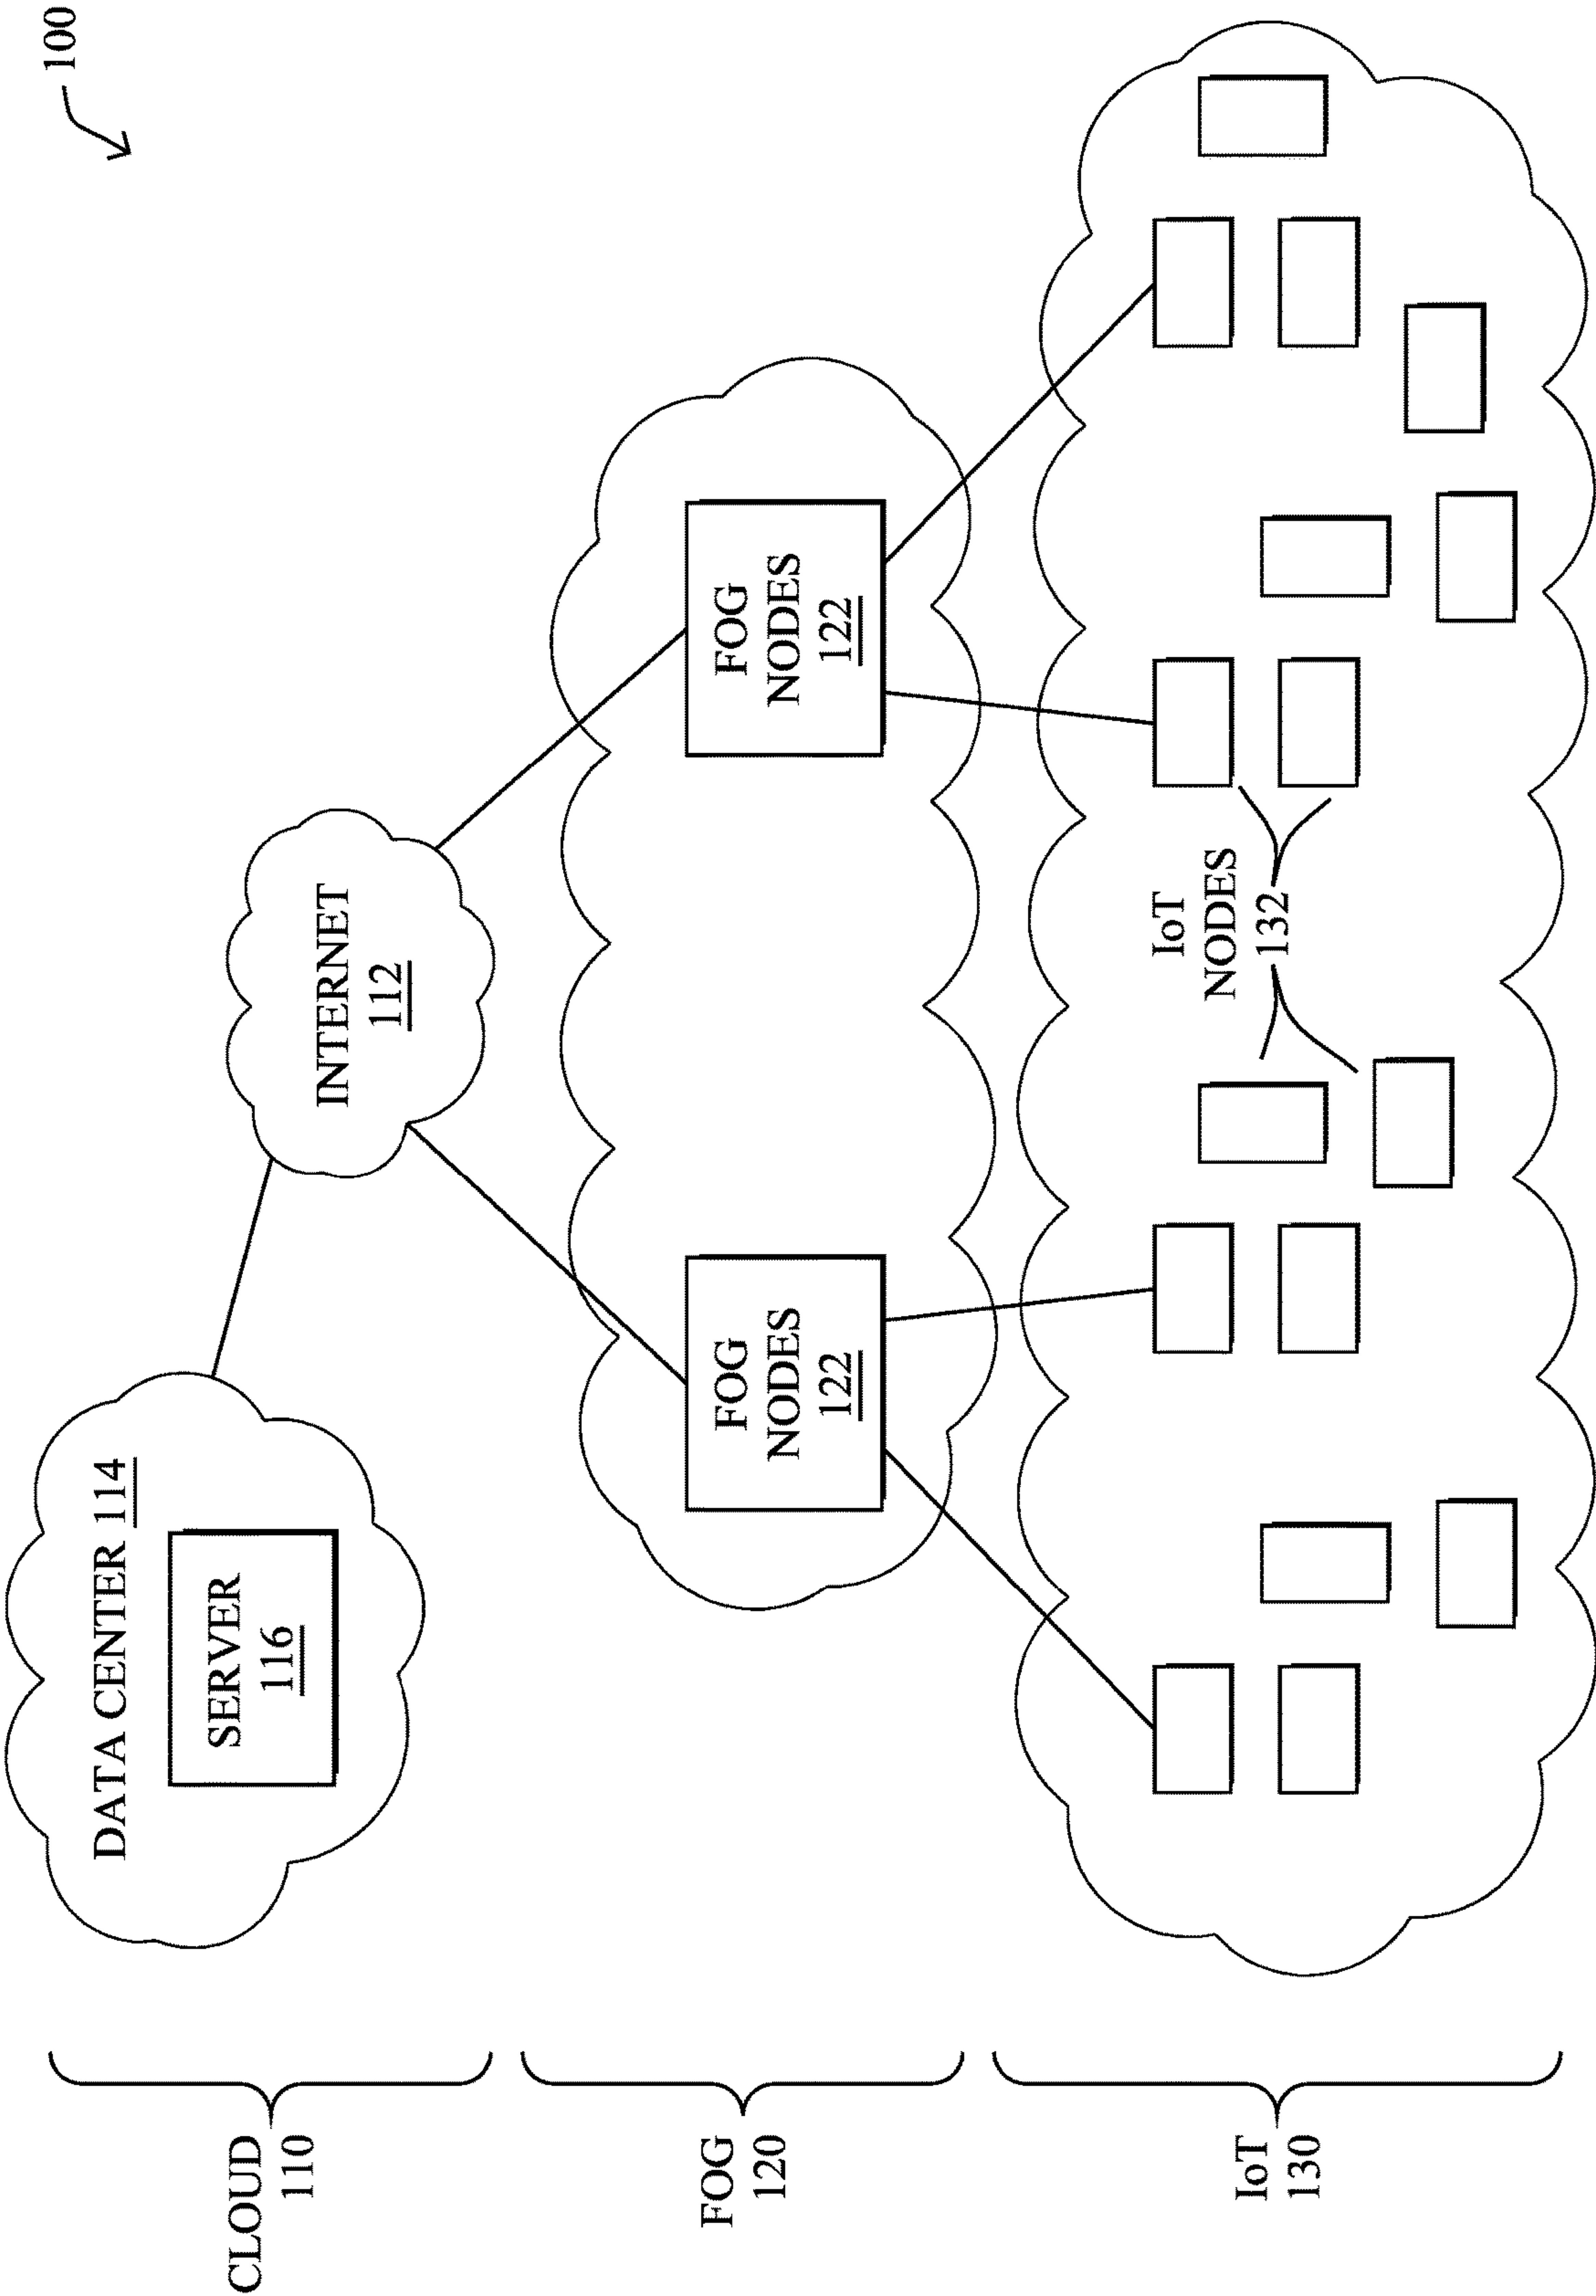 100
CLOUD
110
DATA CENTER 114
SERVER
116
INTERNET
112
FOG
120
FOG
NODES
122
FOG
NODES
122
IoT
130
IoT
NODES
132